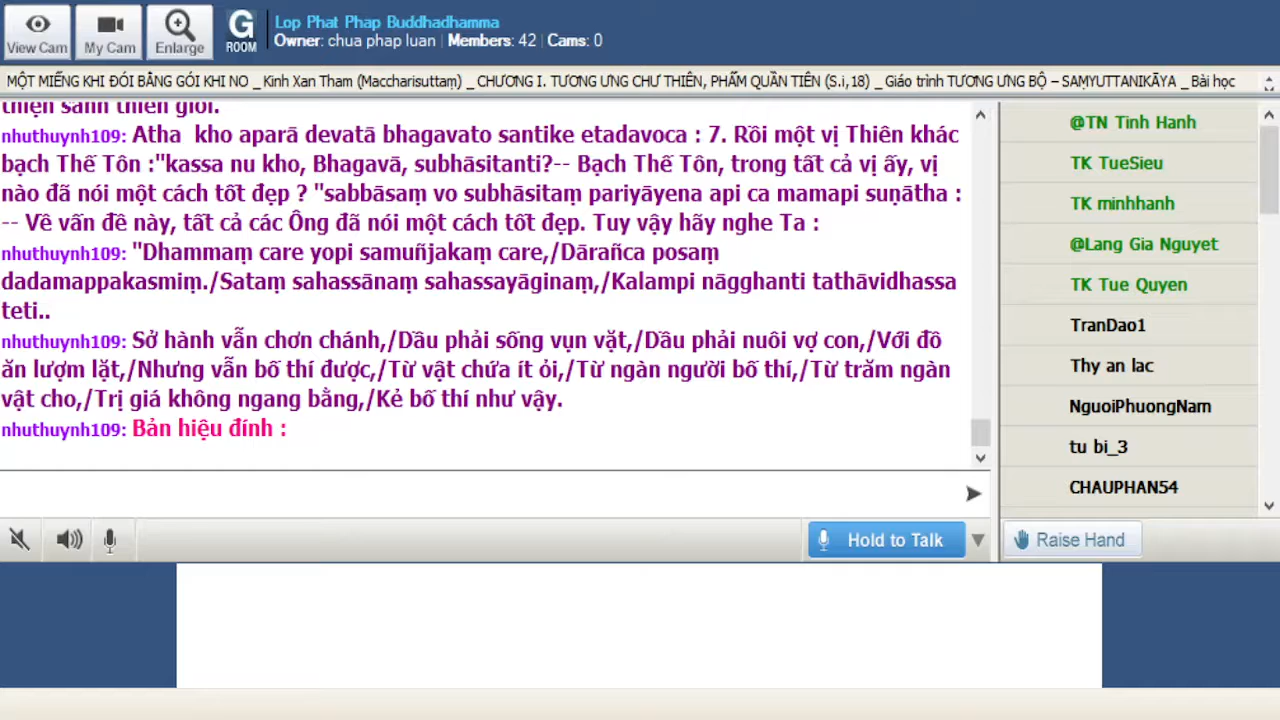 View Cam
My Cam
Enlarge
G
ROOM
Lop Phat Phap Buddhadhamma
Owner: chua phap luan | Members: 42 | Cams: 0
MỘT MIẾNG KHI ĐÓI BẰNG GÓI KHI NO _ Kinh Xan Tham (Maccharisuttaṃ) _ CHƯƠNG I. TƯƠNG ƯNG CHƯ THIÊN, PHẨM QUẦN TIÊN (S.i,18) _ Giáo trình TƯƠNG ƯNG BỘ – SAṂYUTTANIKĀYA _ Bài học
thiện sanh thiên giới.
nhuthuynh109: Atha kho aparā devatā bhagavato santike etadavoca : 7. Rồi một vị Thiên khác
bạch Thế Tôn :"kassa nu kho, Bhagavā, subhāsitanti?-- Bạch Thế Tôn, trong tất cả vị ấy, vị
nào đã nói một cách tốt đẹp ? "sabbāsaṃ vo subhāsitaṃ pariyāyena api ca mamapi suṇātha :
-- Về vấn đề này, tất cả các Ông đã nói một cách tốt đẹp. Tuy vậy hãy nghe Ta :
nhuthuynh109: "Dhammaṃ care yopi samuñjakaṃ care,/Dārañca posaṃ
dadamappakasmiṃ./Sataṃ sahassānaṃ sahassayāginaṃ,/Kalampi nāgghanti tathāvidhassa
teti..
nhuthuynh109: Sở hành vẫn chơn chánh,/Dầu phải sống vụn vặt,/Dầu phải nuôi vợ con,/Với đồ
ăn lượm lặt,/Nhưng vẫn bố thí được,/Từ vật chứa ít ỏi,/Từ ngàn người bố thí,/Từ trăm ngàn
vật cho,/Trị giá không ngang bằng,/Kẻ bố thí như vậy.
nhuthuynh109: Bản hiệu đính :
@TN Tinh Hanh
TK TueSieu
TK minhhanh
@Lang Gia Nguyet
TK Tue Quyen
TranDao1
Thy an lac
NguoiPhuongNam
tu bi_3
CHAUPHAN54
Hold to Talk
Raise Hand